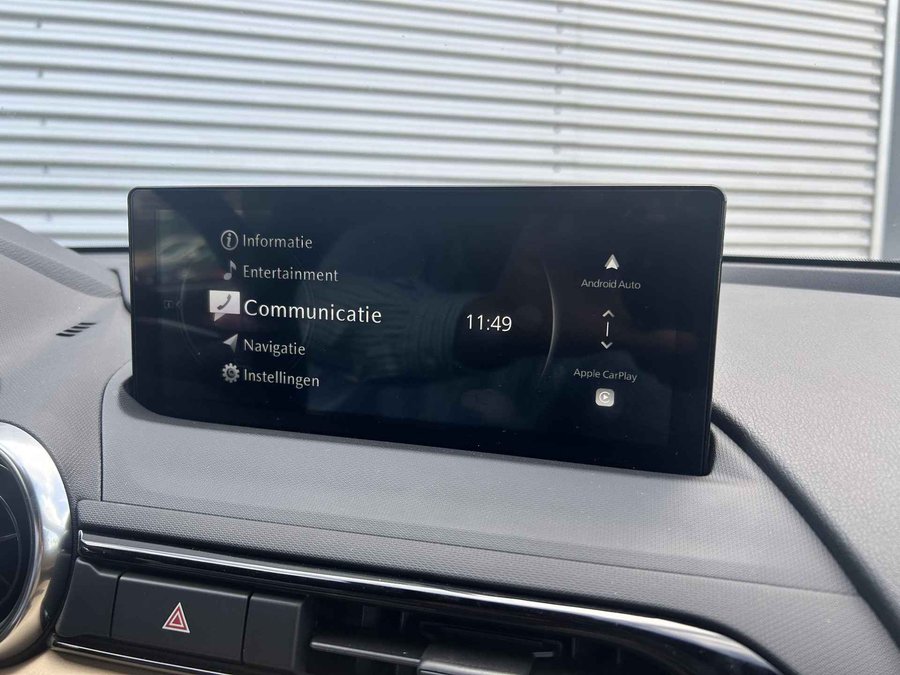 Informatie
Entertainment
Communicatie
Navigatie
Instellingen
11:49
Android Auto
Apple CarPlay